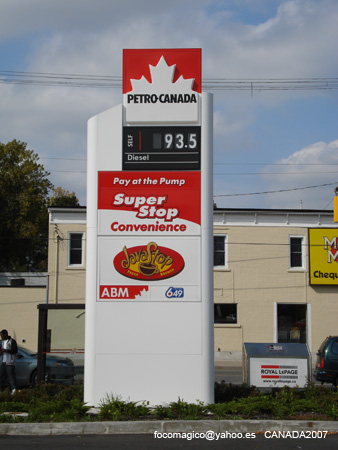 PETRO-CANADA
SELF
93.5
Diesel
Pay at the Pump
Super
Stop
Convenience
Java Stop
ABM
649
M
M
Chequ
ROYAL LEPAGE
focomagico@yahoo.es CANADA2007